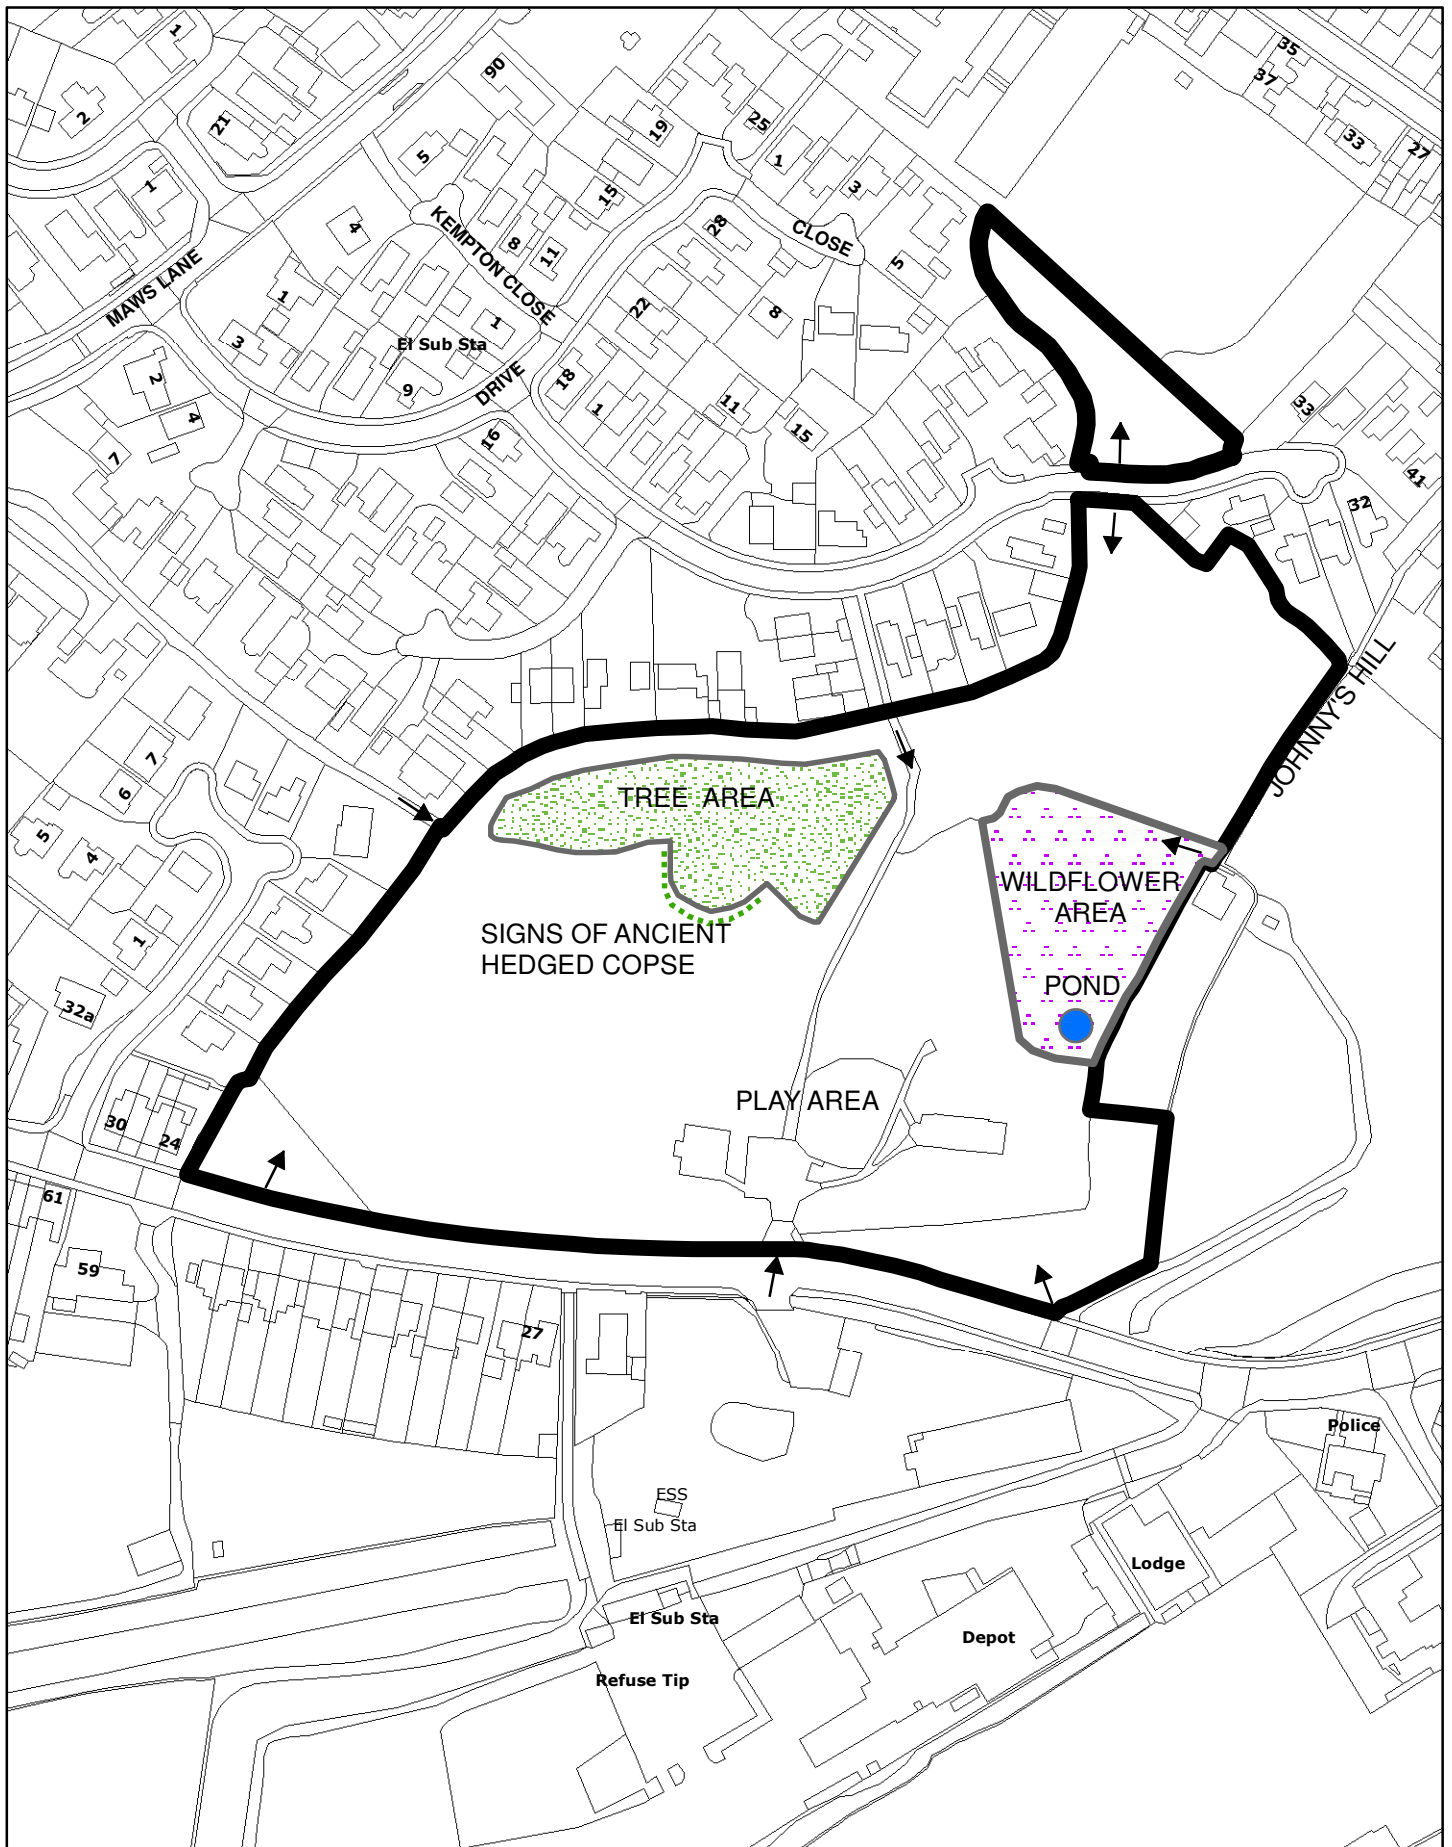 1
35
90
37
2
21
19
25
33
27
5
1
1
3
15
4
KEMPTON CLOSE
8
11
28
CLOSE
5
MAWS LANE
1
22
8
1
3
El Sub Sta
2
9
DRIVE
18
1
11
33
4
16
15
7
41
32
JOHNNY'S HILL
7
6
TREE AREA
5
4
WILDFLOWER
AREA
1
SIGNS OF ANCIENT
HEDGED COPSE
POND
32a
PLAY AREA
30
24
61
59
27
Police
ESS
El Sub Sta
Lodge
El Sub Sta
Depot
Refuse Tip